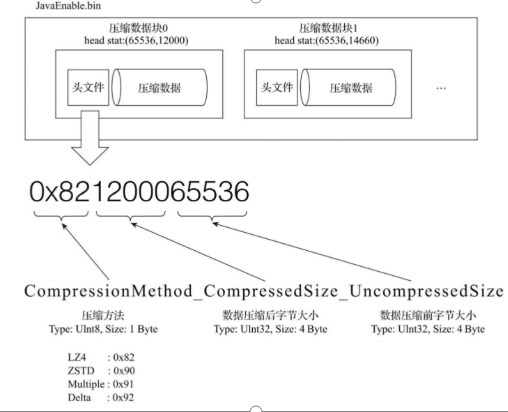 JavaEnable.bin
压缩数据块0
head stat:(65536,12000)
压缩数据块1
head stat:(65536,14660)
头文件
压缩数据
头文件
压缩数据
...
0x821200065536
CompressionMethod_CompressedSize_UncompressedSize
压缩方法
Type: UInt8, Size: 1 Byte
数据压缩后字节大小
Type: UInt32, Size: 4 Byte
数据压缩前字节大小
Type: UInt32, Size: 4 Byte
LZ4 : 0x82
ZSTD : 0x90
Multiple : 0x91
Delta : 0x92